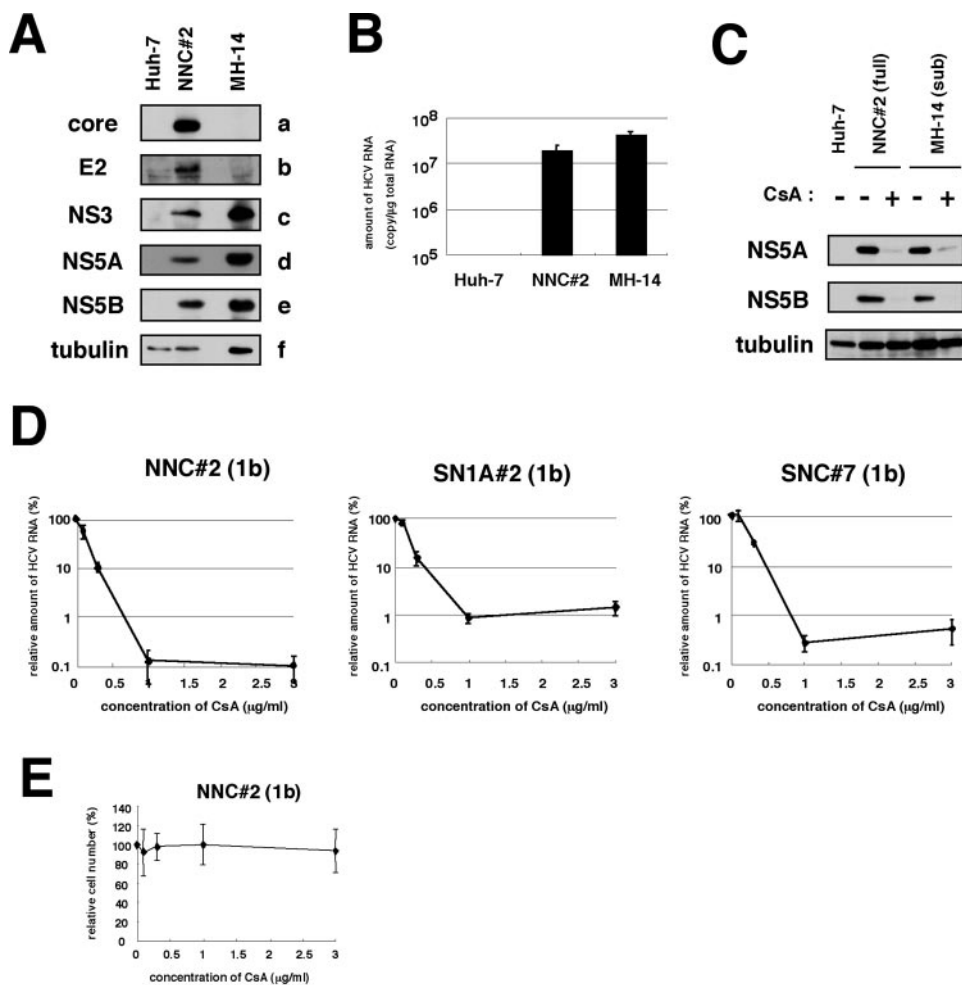 A
Huh-7
NNC#2
MH-14
core
a
E2
b
NS3
c
NS5A
d
NS5B
e
tubulin
f
B
amount of HCV RNA
(copy/µg total RNA)
10⁸
10⁷
10⁶
10⁵
Huh-7 NNC#2 MH-14
C
Huh-7
NNC#2 (full)
MH-14 (sub)
CsA : - - + - +
NS5A
NS5B
tubulin
D
NNC#2 (1b)
relative amount of HCV RNA (%)
100
10
1
0.1
0 0.5 1 1.5 2 2.5 3
concentration of CsA (µg/ml)
SN1A#2 (1b)
relative amount of HCV RNA (%)
100
10
1
0.1
0 0.5 1 1.5 2 2.5 3
concentration of CsA (µg/ml)
SNC#7 (1b)
relative amount of HCV RNA (%)
100
10
1
0.1
0 0.5 1 1.5 2 2.5 3
concentration of CsA (µg/ml)
E
NNC#2 (1b)
relative cell number (%)
140
120
100
80
60
40
20
0
0 0.5 1 1.5 2 2.5 3
concentration of CsA (µg/ml)